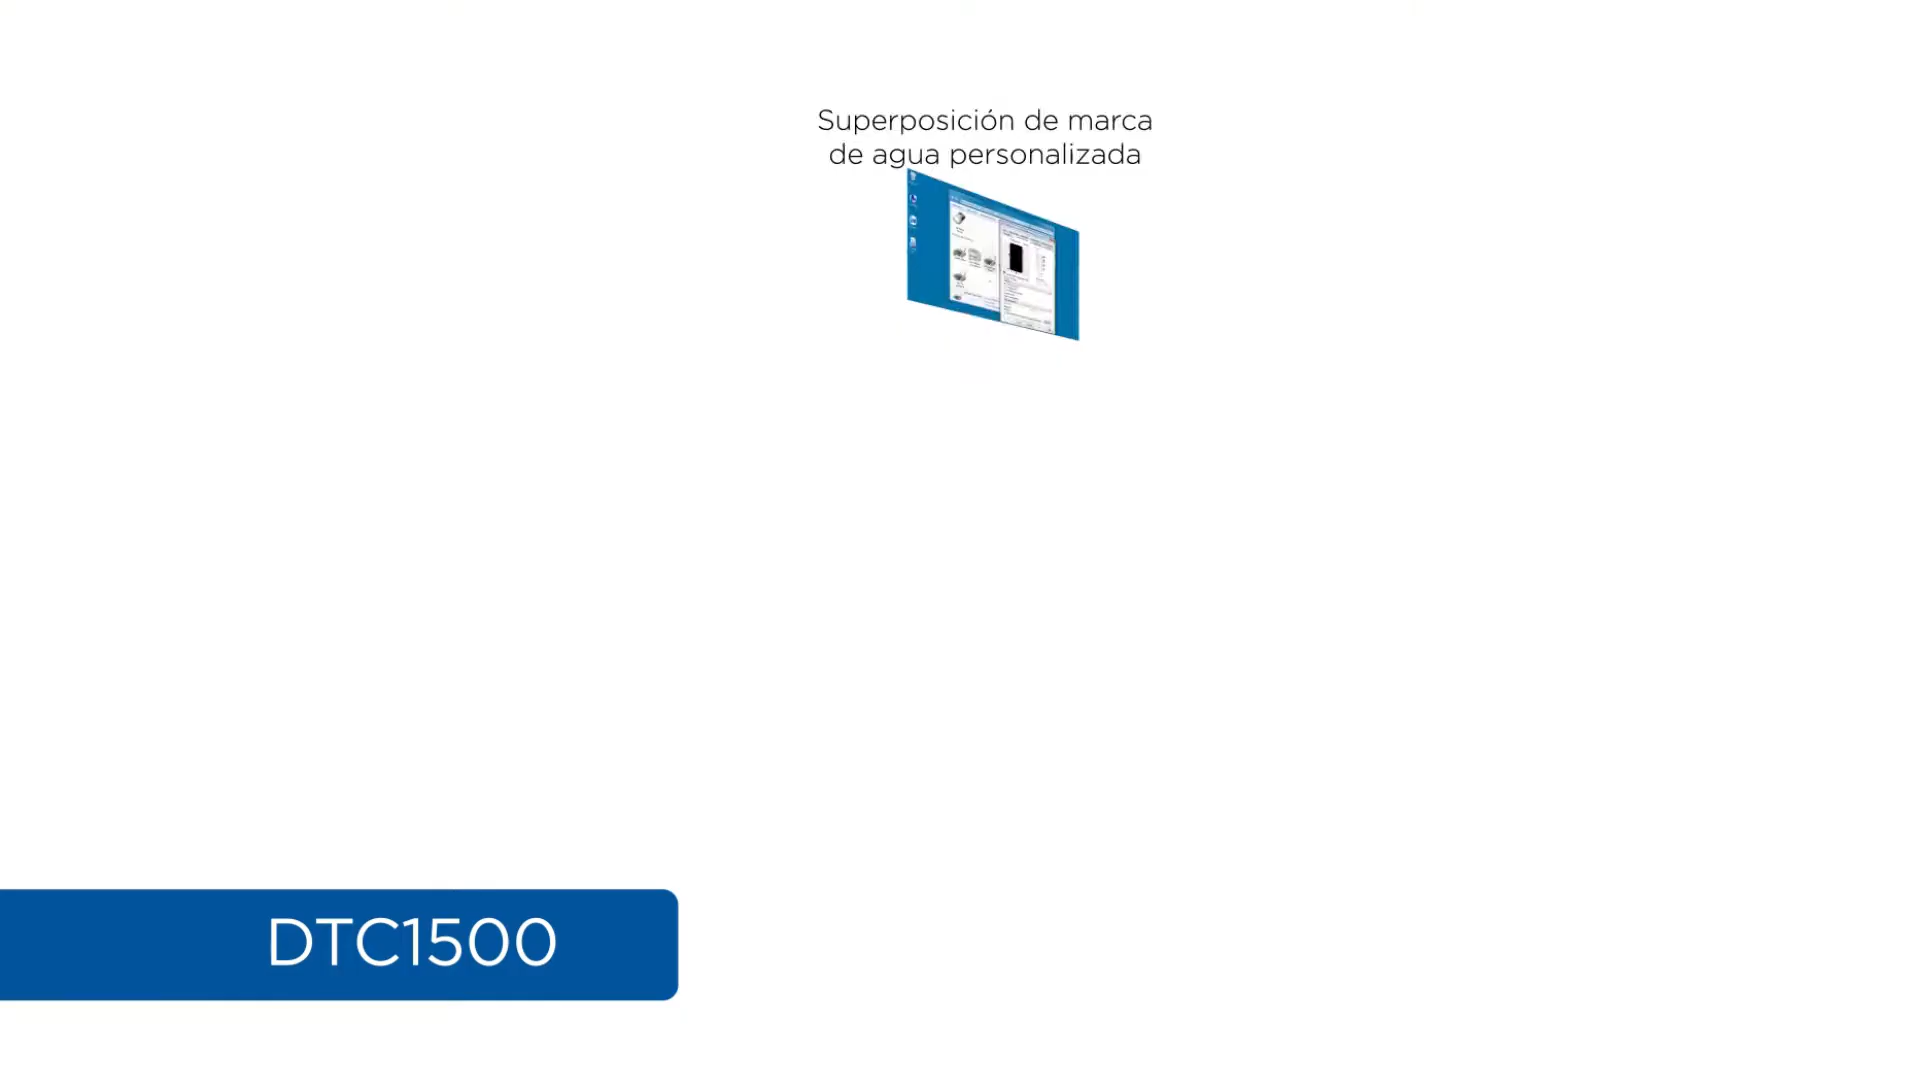 Superposición de marca
de agua personalizada
DTC1500